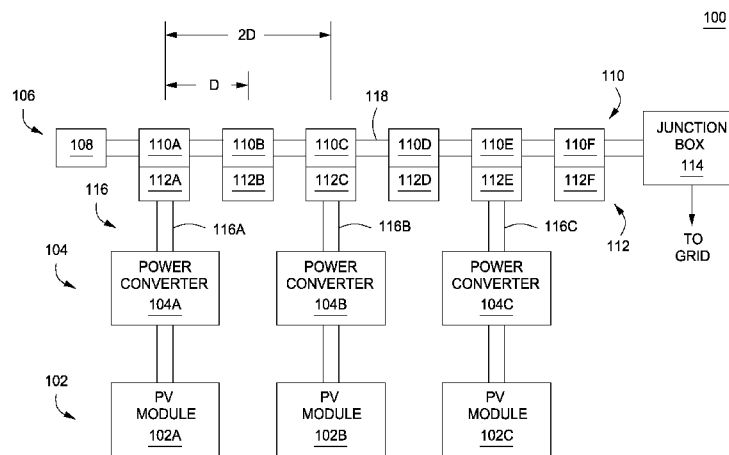 100
2D
D
118
106
110
108
110A
110B
110C
110D
110E
110F
JUNCTION
BOX
114
112A
112B
112C
112D
112E
112F
116
116A
116B
116C
112
TO
GRID
104
POWER
CONVERTER
104A
POWER
CONVERTER
104B
POWER
CONVERTER
104C
102
PV
MODULE
102A
PV
MODULE
102B
PV
MODULE
102C